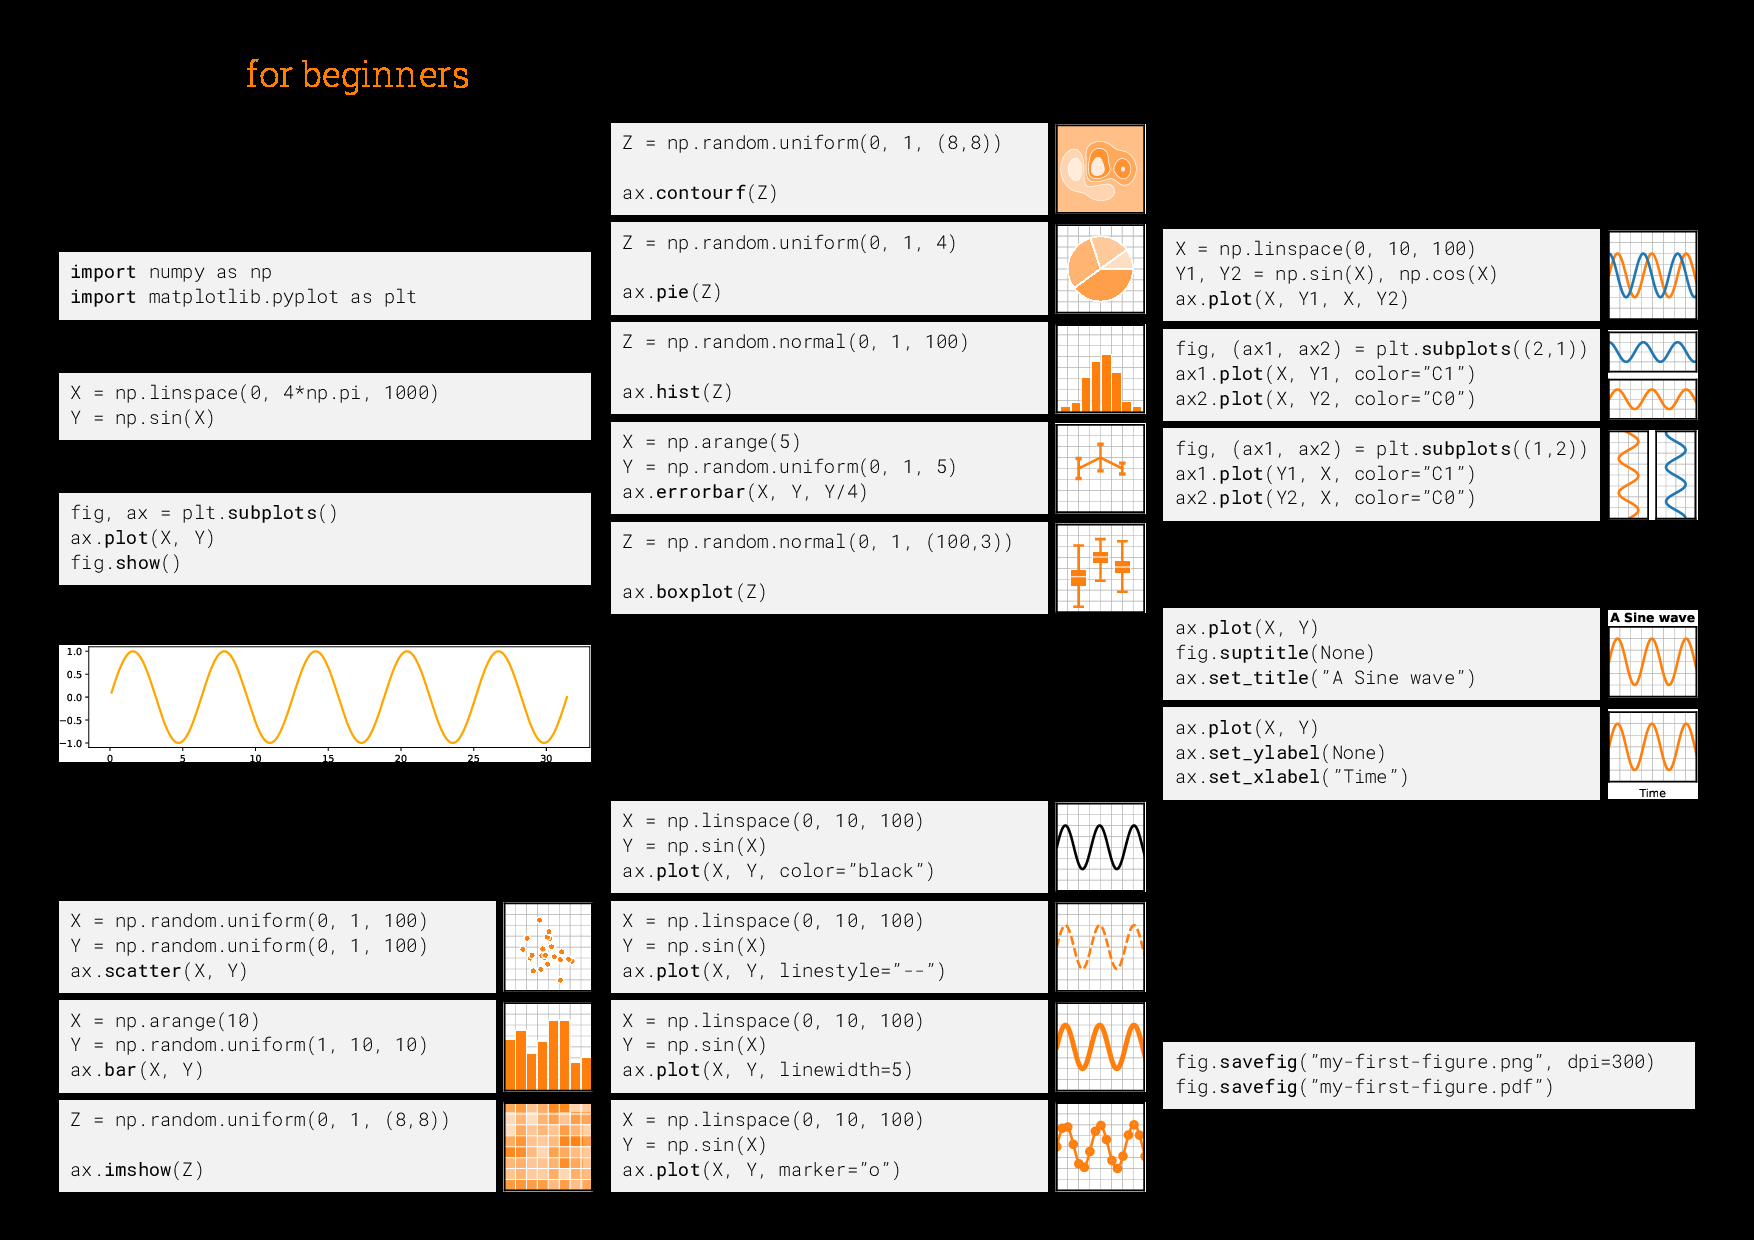 for beginners
import numpy as np
import matplotlib.pyplot as plt
X = np.linspace(0, 4*np.pi, 1000)
Y = np.sin(X)
fig, ax = plt.subplots()
ax.plot(X, Y)
fig.show()
1.0
0.5
0.0
−0.5
−1.0
0 5 10 15 20 25 30
X = np.random.uniform(0, 1, 100)
Y = np.random.uniform(0, 1, 100)
ax.scatter(X, Y)
X = np.arange(10)
Y = np.random.uniform(1, 10, 10)
ax.bar(X, Y)
Z = np.random.uniform(0, 1, (8,8))
ax.imshow(Z)
Z = np.random.uniform(0, 1, (8,8))
ax.contourf(Z)
Z = np.random.uniform(0, 1, 4)
ax.pie(Z)
Z = np.random.normal(0, 1, 100)
ax.hist(Z)
X = np.arange(5)
Y = np.random.uniform(0, 1, 5)
ax.errorbar(X, Y, Y/4)
Z = np.random.normal(0, 1, (100,3))
ax.boxplot(Z)
X = np.linspace(0, 10, 100)
Y = np.sin(X)
ax.plot(X, Y, color="black")
X = np.linspace(0, 10, 100)
Y = np.sin(X)
ax.plot(X, Y, linestyle="--")
X = np.linspace(0, 10, 100)
Y = np.sin(X)
ax.plot(X, Y, linewidth=5)
X = np.linspace(0, 10, 100)
Y = np.sin(X)
ax.plot(X, Y, marker="o")
X = np.linspace(0, 10, 100)
Y1, Y2 = np.sin(X), np.cos(X)
ax.plot(X, Y1, X, Y2)
fig, (ax1, ax2) = plt.subplots((2,1))
ax1.plot(X, Y1, color="C1")
ax2.plot(X, Y2, color="C0")
fig, (ax1, ax2) = plt.subplots((1,2))
ax1.plot(Y1, X, color="C1")
ax2.plot(Y2, X, color="C0")
ax.plot(X, Y)
fig.suptitle(None)
ax.set_title("A Sine wave")
A Sine wave
ax.plot(X, Y)
ax.set_ylabel(None)
ax.set_xlabel("Time")
Time
fig.savefig("my-first-figure.png", dpi=300)
fig.savefig("my-first-figure.pdf")